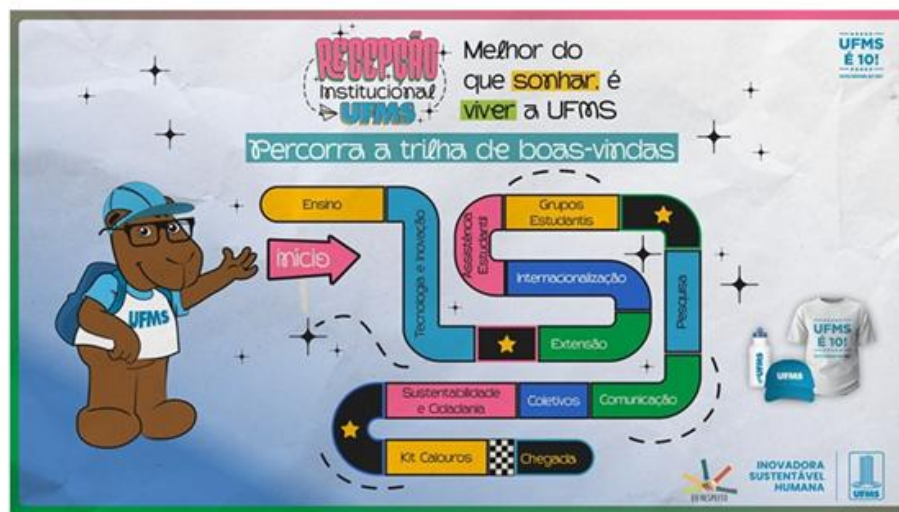 RECEPÇÃO
Institucional
UFMS
Melhor do
que sonhar, é
viver a UFMS
UFMS
É 10!
Percorra a trilha de boas-vindas
Início
Ensino
Tecnologia e Inovação
Extensão
Internacionalização
Assistência
Estudantil
Grupos
Estudantis
Pesquisa
Comunicação
Coletivos
Sustentabilidade
e Cidadania
Kit Calouros
Chegada
UFMS
UFMS
UFMS
É 10!
UFMS
INOVADORA
SUSTENTÁVEL
HUMANA
UFMS